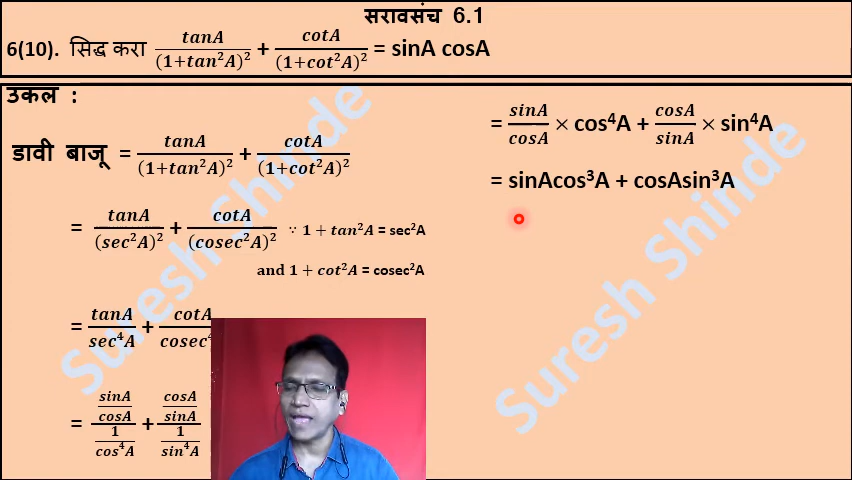 सरावसंच 6.1
6(10). सिद्ध करा tanA/(1+tan²A)² + cotA/(1+cot²A)² = sinA cosA
उकल :
डावी बाजू = tanA/(1+tan²A)² + cotA/(1+cot²A)²
= tanA/(sec²A)² + cotA/(cosec²A)² ∵ 1 + tan²A = sec²A
and 1 + cot²A = cosec²A
= tanA/sec⁴A + cotA/cosec⁴
= (sinA/cosA)/(1/cos⁴A) + (cosA/sinA)/(1/sin⁴A)
= sinA/cosA × cos⁴A + cosA/sinA × sin⁴A
= sinAcos³A + cosAsin³A
Suresh Shinde
Suresh Shinde